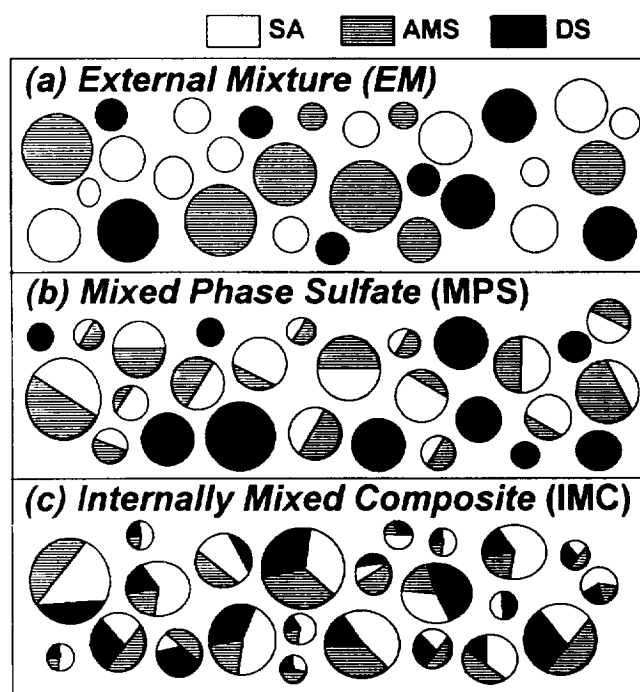 SA AMS DS
(a) External Mixture (EM)
(b) Mixed Phase Sulfate (MPS)
(c) Internally Mixed Composite (IMC)